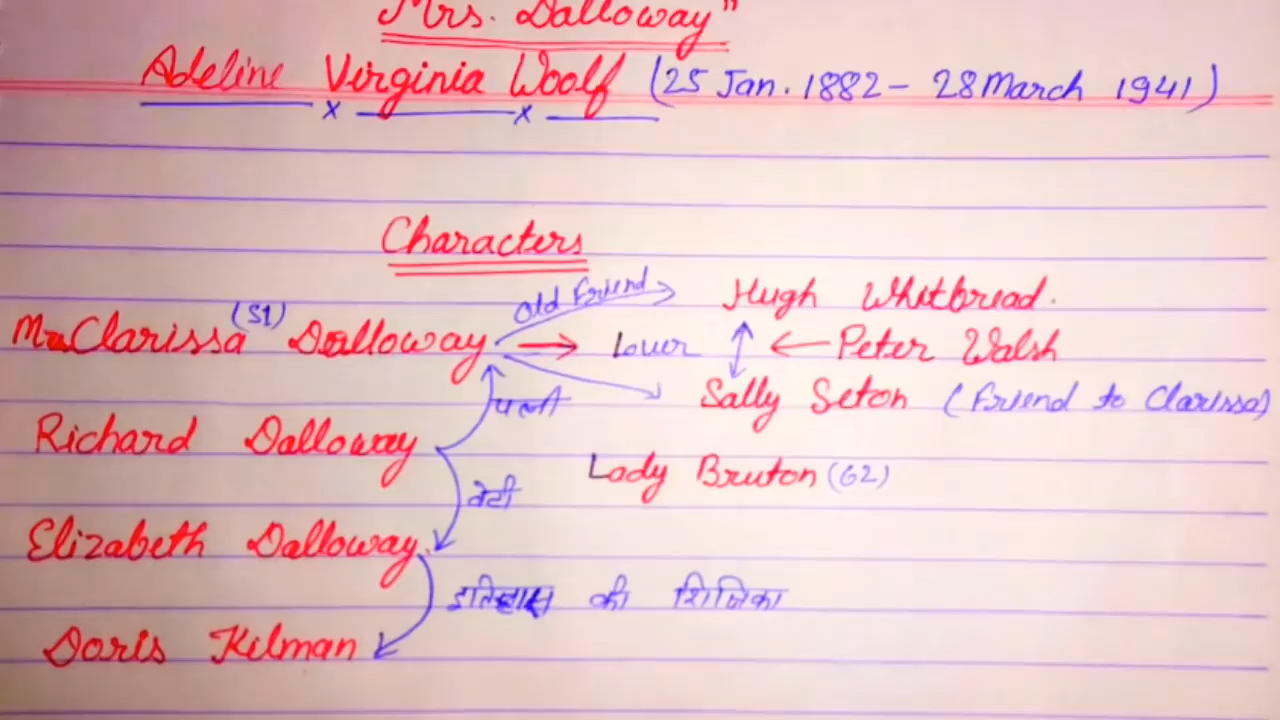 Mrs. Dalloway"
Adeline Virginia Woolf (25 Jan. 1882 - 28 March 1941)
Characters
Old Friend → Hugh Whitbread.
Clarissa (51) Dalloway → Lover ← Peter Walsh
Sally Seton (Friend to Clarissa)
पत्नी
Richard Dalloway
Lady Bruton (62)
बेटी
Elizabeth Dalloway
इतिहास की शिक्षिका
Doris Kilman